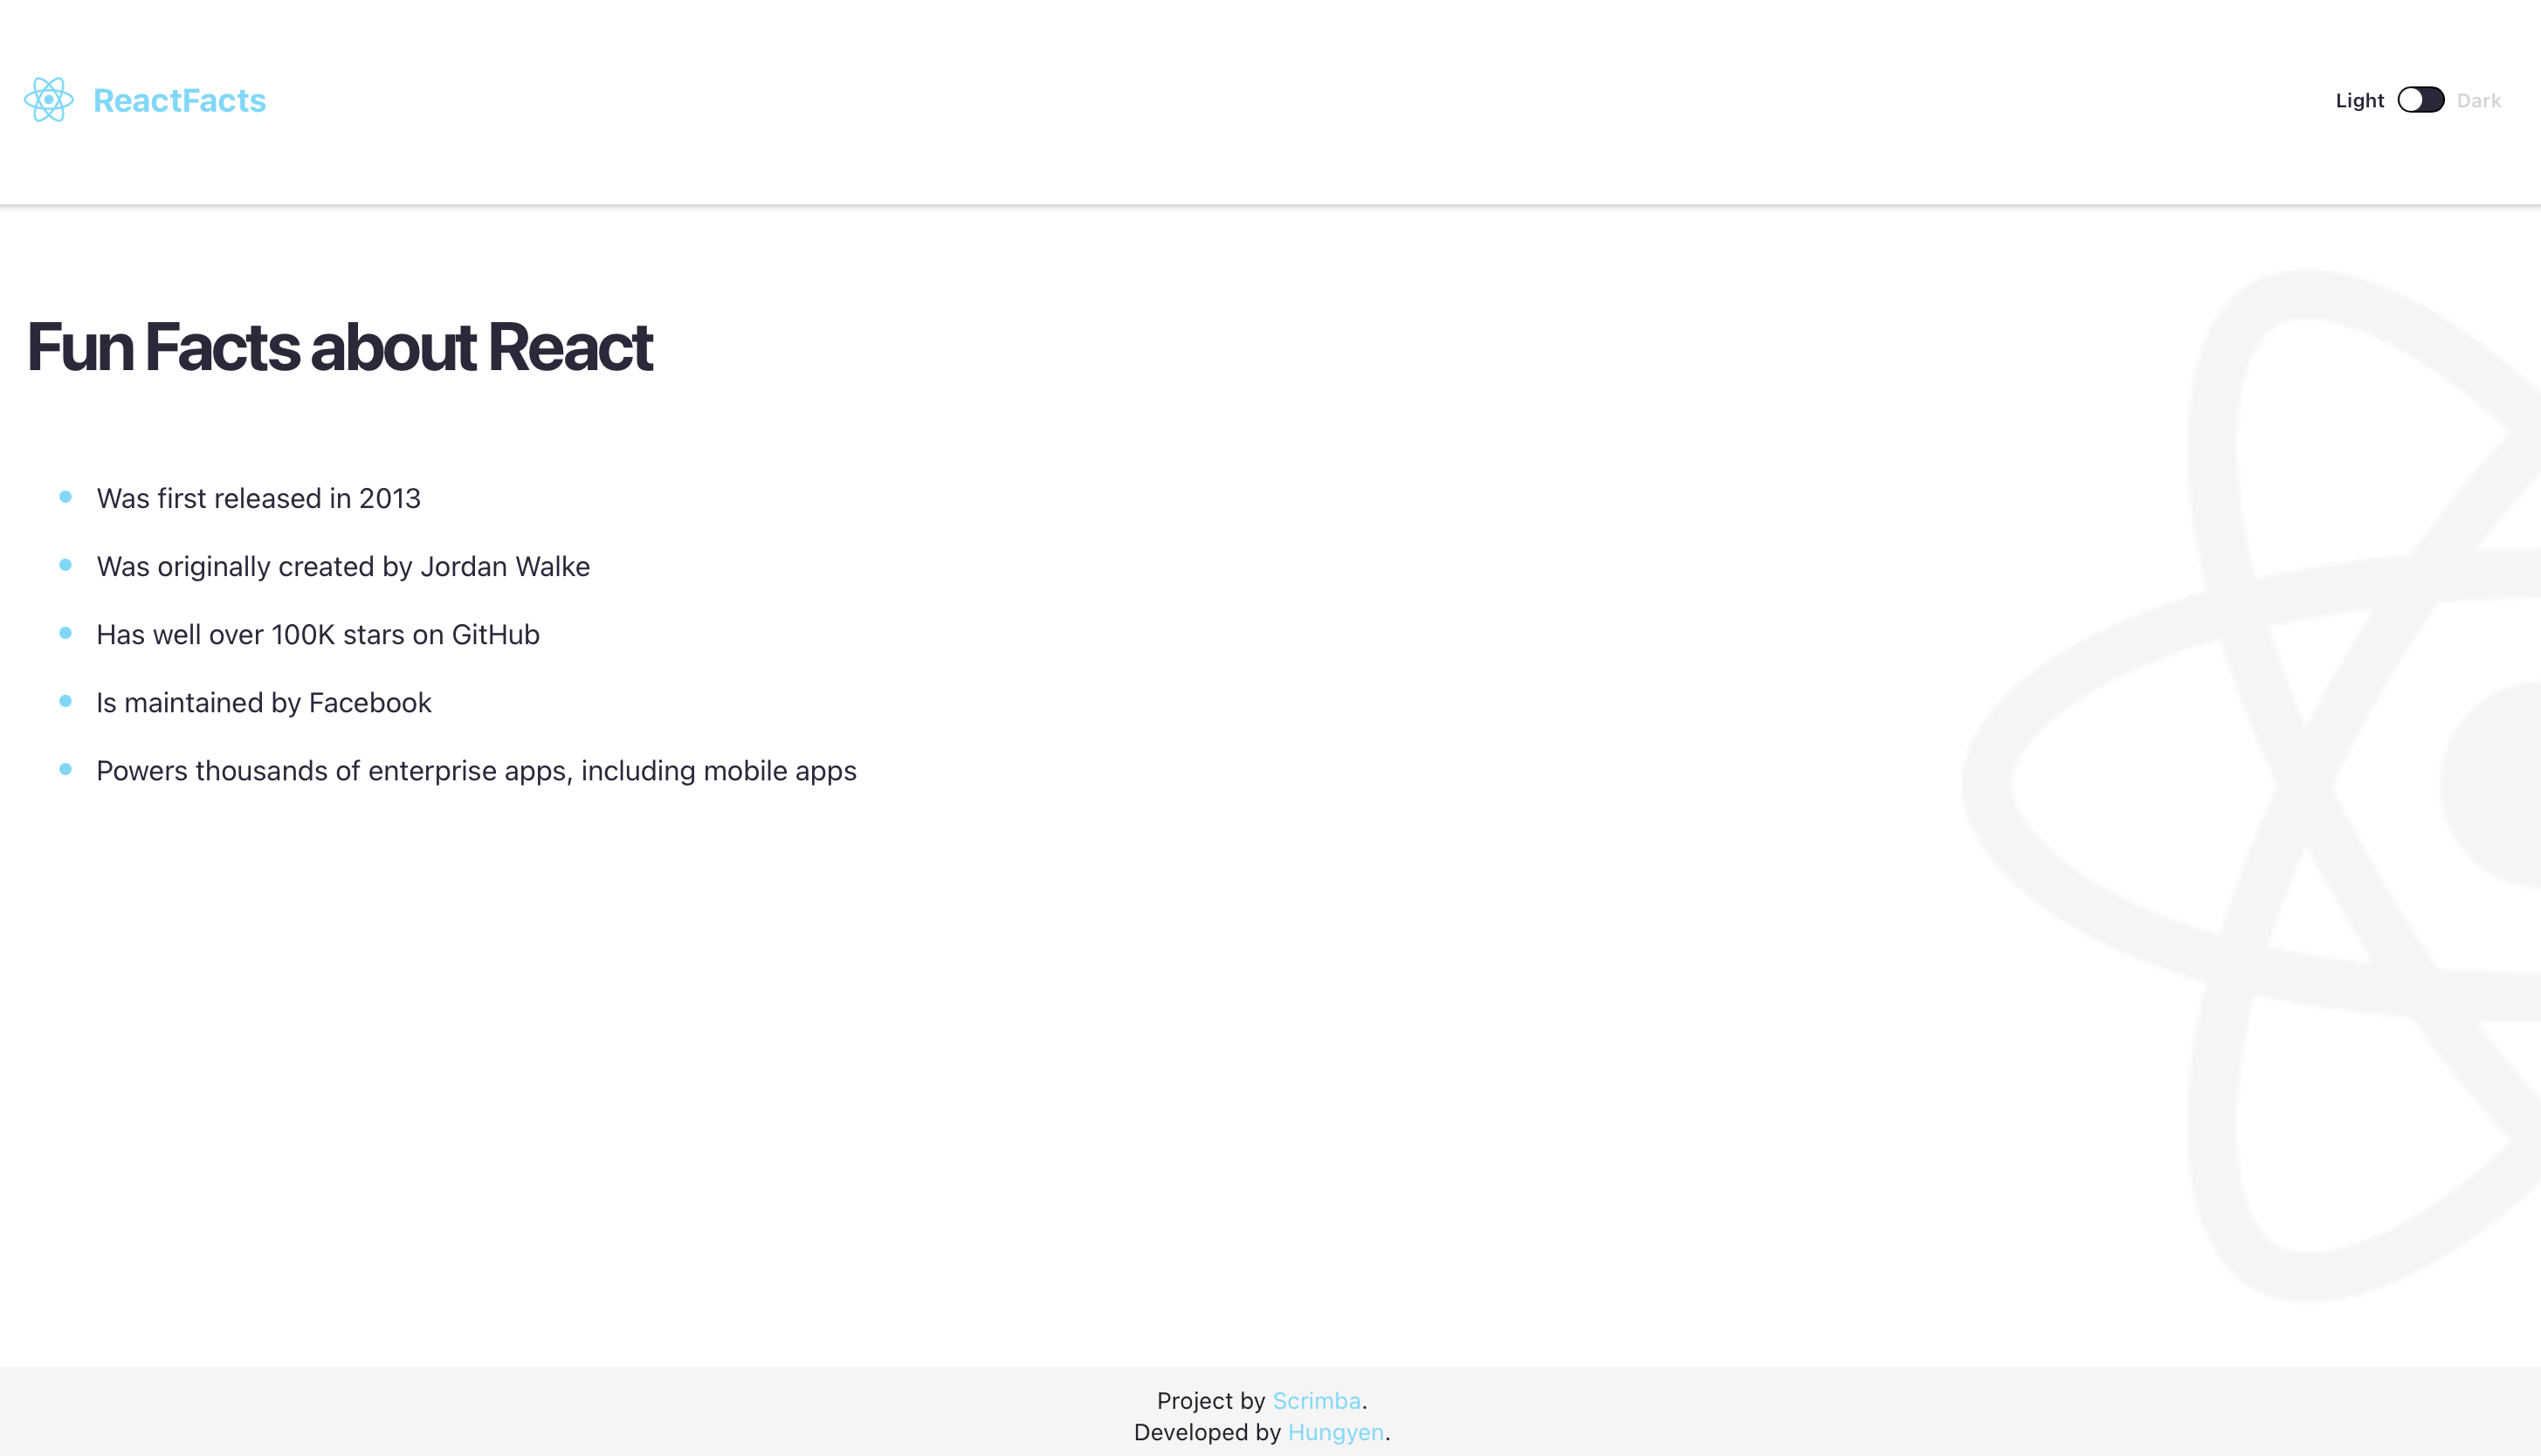 ReactFacts
Light Dark
Fun Facts about React
Was first released in 2013
Was originally created by Jordan Walke
Has well over 100K stars on GitHub
Is maintained by Facebook
Powers thousands of enterprise apps, including mobile apps
Project by Scrimba.
Developed by Hungyen.